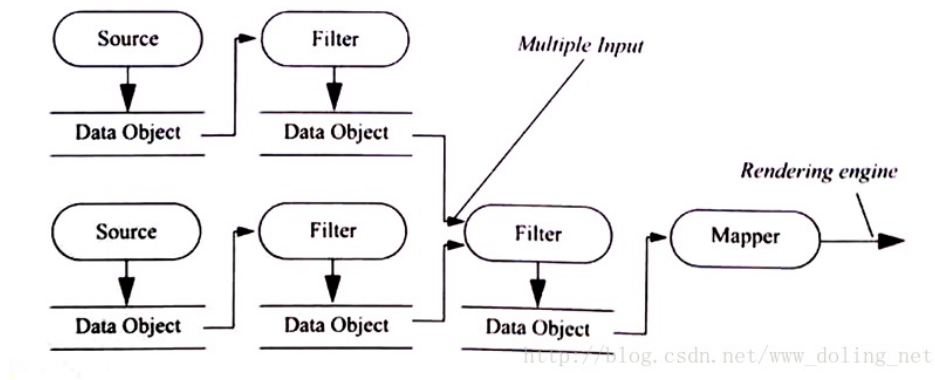 Source
Filter
Multiple Input
Data Object
Data Object
Rendering engine
Source
Filter
Filter
Mapper
Data Object
Data Object
Data Object
http://blog.csdn.net/www_doling_net